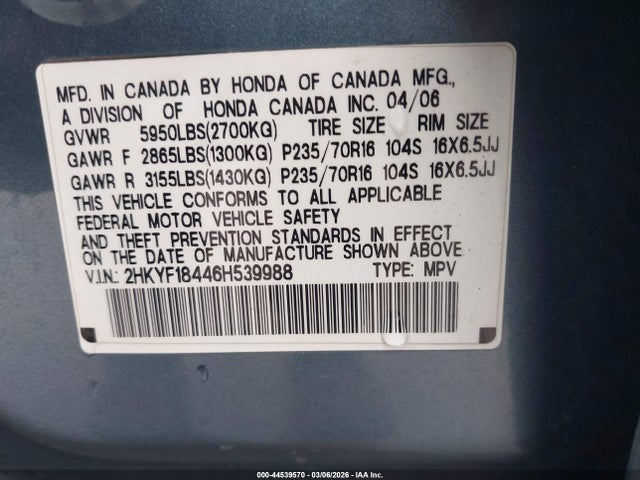 MFD. IN CANADA BY HONDA OF CANADA MFG.,
A DIVISION OF HONDA CANADA INC. 04/06
GVWR 5950LBS(2700KG) TIRE SIZE RIM SIZE
GAWR F 2865LBS(1300KG) P235/70R16 104S 16X6.5JJ
GAWR R 3155LBS(1430KG) P235/70R16 104S 16X6.5JJ
THIS VEHICLE CONFORMS TO ALL APPLICABLE
FEDERAL MOTOR VEHICLE SAFETY
AND THEFT PREVENTION STANDARDS IN EFFECT
ON THE DATE OF MANUFACTURE SHOWN ABOVE.
V.I.N.: 2HKYF18446H539988 TYPE: MPV
000-44539570 — 03/06/2026 — IAA Inc.